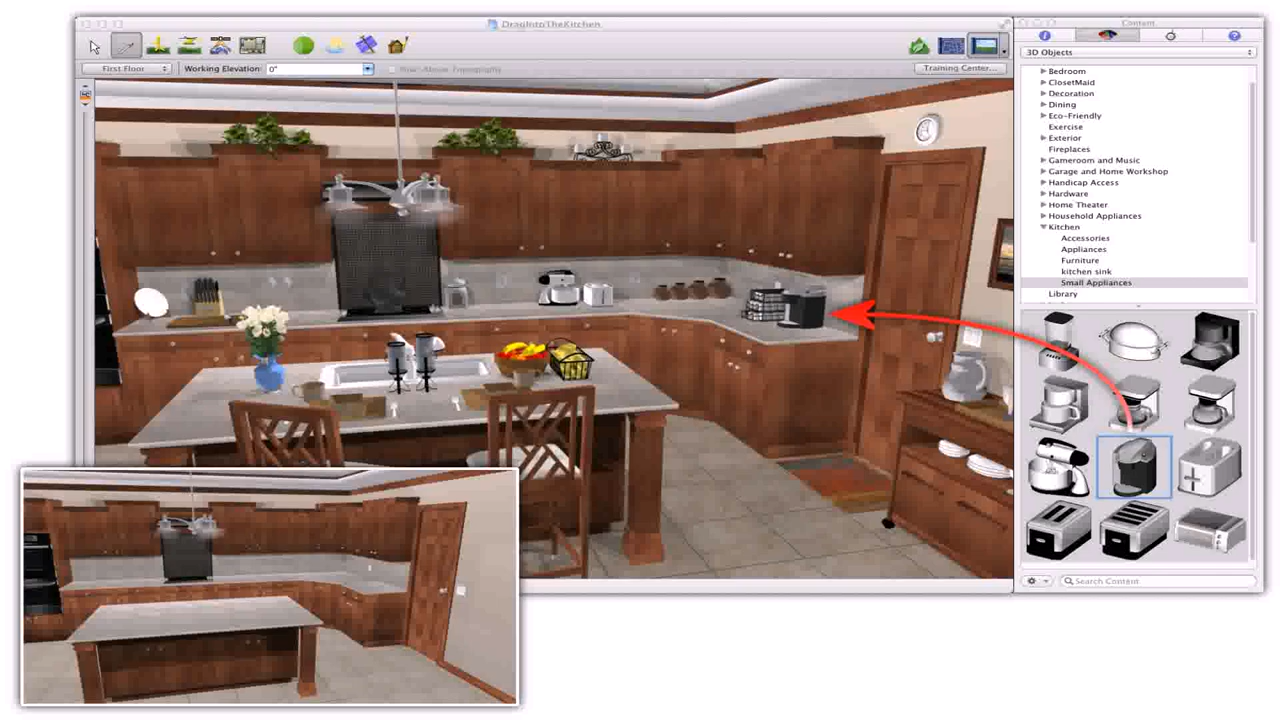 DragIntoTheKitchen
Content
First Floor
Working Elevation: 0"
Training Center...
3D Objects
Bedroom
ClosetMaid
Decoration
Dining
Eco-Friendly
Exercise
Exterior
Fireplaces
Gameroom and Music
Garage and Home Workshop
Handicap Access
Hardware
Home Theater
Household Appliances
Kitchen
Accessories
Appliances
Furniture
kitchen sink
Small Appliances
Library
Search Content